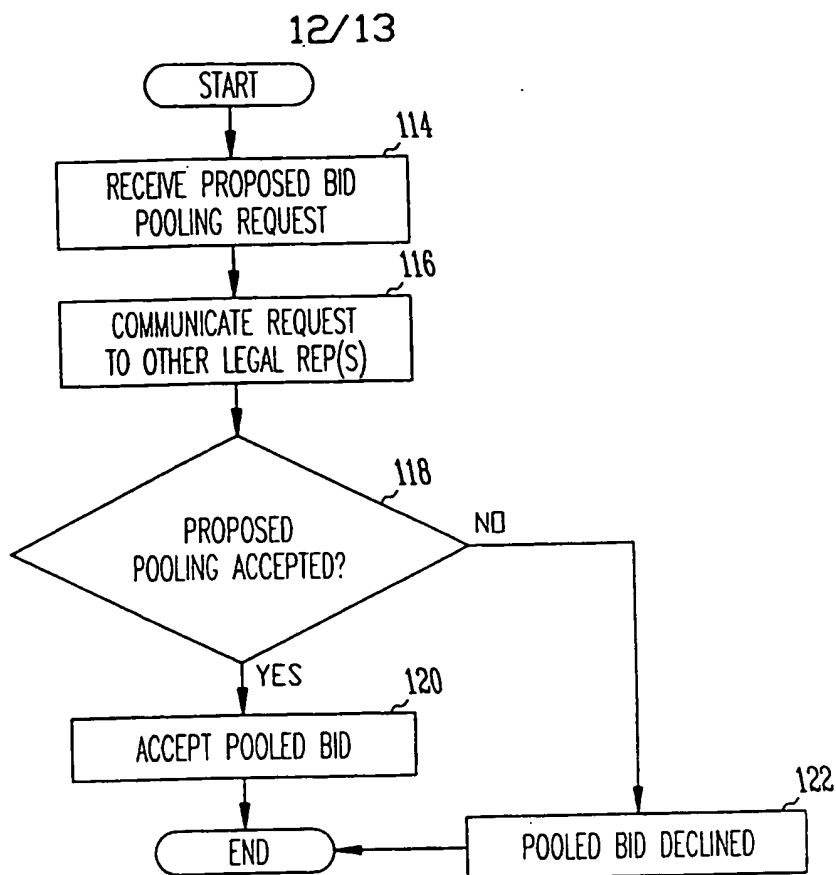 12/13
START
114
RECEIVE PROPOSED BID
POOLING REQUEST
116
COMMUNICATE REQUEST
TO OTHER LEGAL REP(S)
118
PROPOSED
POOLING ACCEPTED?
NO
YES
120
ACCEPT POOLED BID
122
POOLED BID DECLINED
END